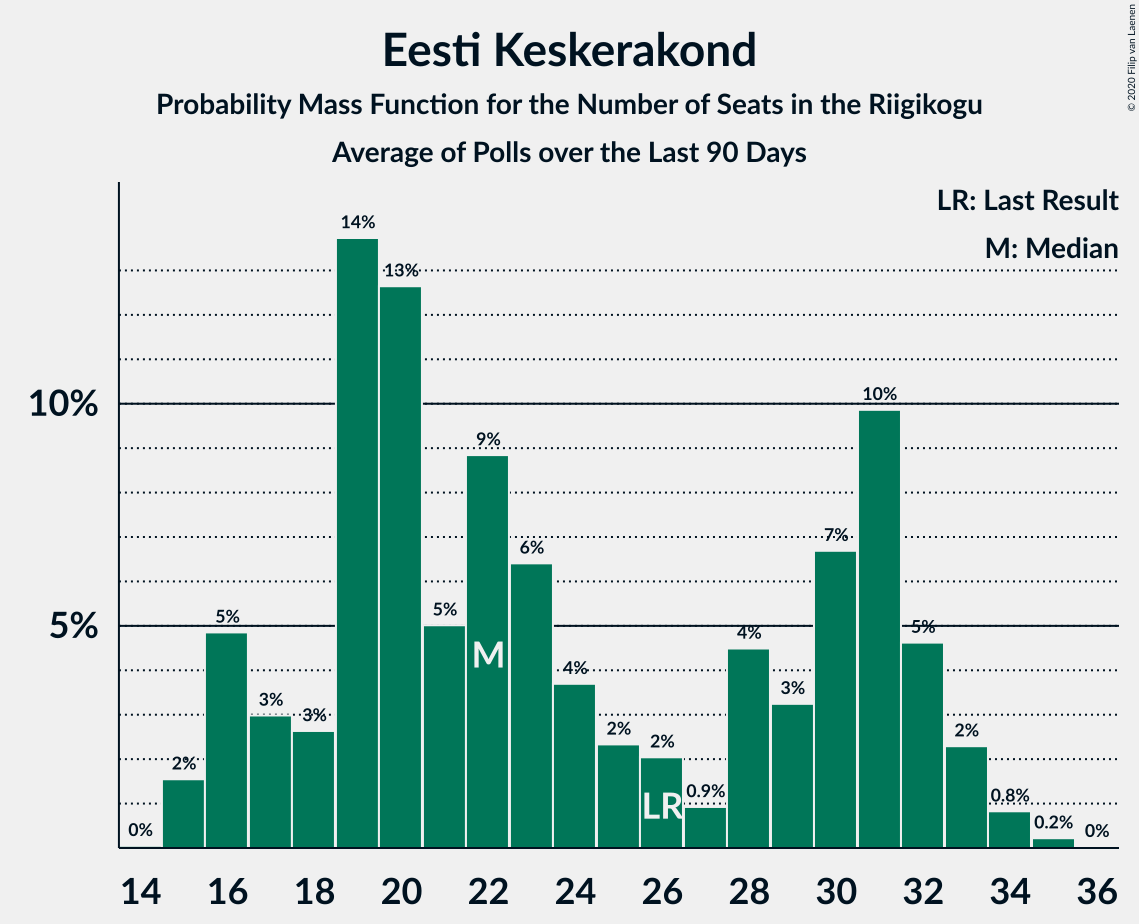 Eesti Keskerakond
Probability Mass Function for the Number of Seats in the Riigikogu
Average of Polls over the Last 90 Days
© 2020 Filip van Laenen
LR: Last Result
M: Median
14%
13%
10%
10%
9%
7%
6%
5%
5%
5%
5%
4%
4%
3%
3%
3%
2%
2%
2%
2%
0.9%
0.8%
0.2%
0%
0%
M
LR
14 16 18 20 22 24 26 28 30 32 34 36